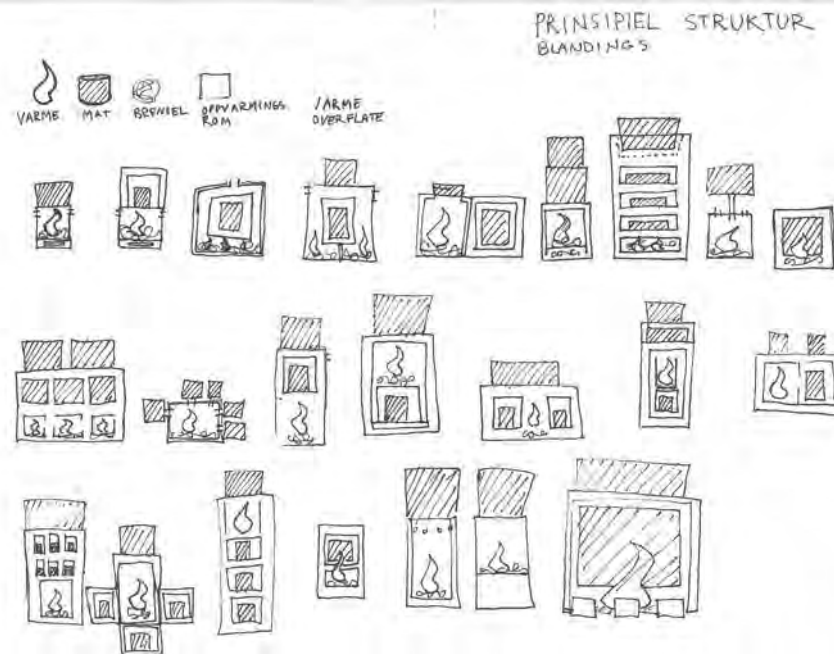 PRINSIPIEL STRUKTUR
BLANDINGS
VARME
MAT
BRENSEL
OPPVARMINGS
ROM
VARME
OVERFLATE